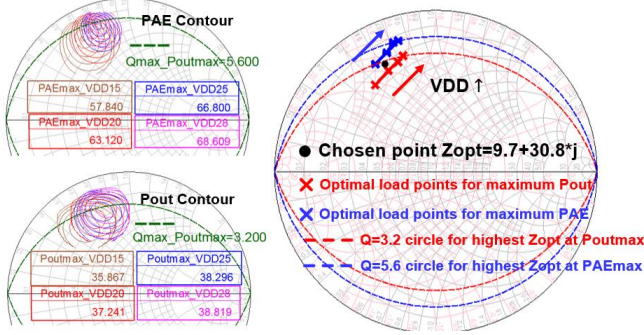 PAE Contour
Qmax_Poutmax=5.600
PAEmax_VDD15
57.840
PAEmax_VDD25
66.800
PAEmax_VDD20
63.120
PAEmax_VDD28
68.609
Pout Contour
Qmax_Poutmax=3.200
Poutmax_VDD15
35.867
Poutmax_VDD25
38.296
Poutmax_VDD20
37.241
Poutmax_VDD28
38.819
VDD ↑
Chosen point Zopt=9.7+30.8*j
Optimal load points for maximum Pout
Optimal load points for maximum PAE
Q=3.2 circle for highest Zopt at Poutmax
Q=5.6 circle for highest Zopt at PAEmax